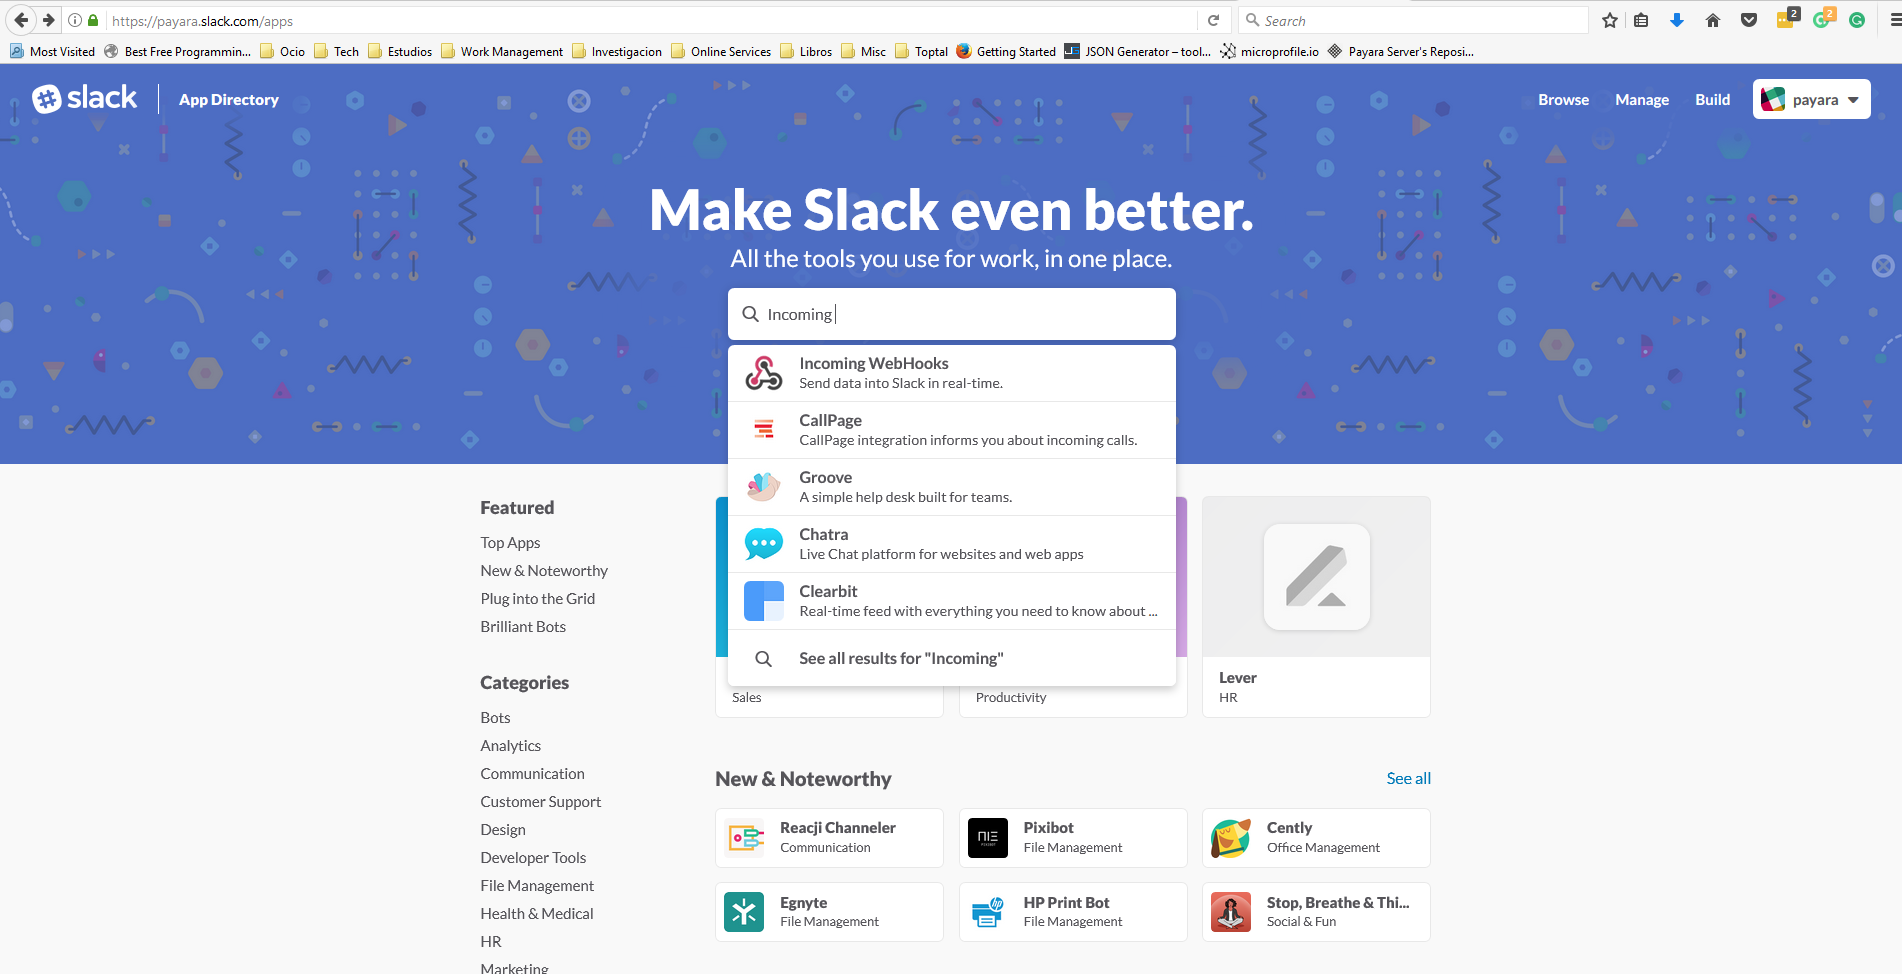 https://payara.slack.com/apps
Search
2
2
Most Visited
Best Free Programmin...
Ocio
Tech
Estudios
Work Management
Investigacion
Online Services
Libros
Misc
Toptal
Getting Started
JSON Generator – tool...
microprofile.io
Payara Server's Reposi...
slack
App Directory
Browse
Manage
Build
payara
Make Slack even better.
All the tools you use for work, in one place.
Incoming
Incoming WebHooks
Send data into Slack in real-time.
CallPage
CallPage integration informs you about incoming calls.
Groove
A simple help desk built for teams.
Chatra
Live Chat platform for websites and web apps
Clearbit
Real-time feed with everything you need to know about ...
See all results for "Incoming"
Featured
Top Apps
New & Noteworthy
Plug into the Grid
Brilliant Bots
Categories
Bots
Analytics
Communication
Customer Support
Design
Developer Tools
File Management
Health & Medical
HR
Marketing
Sales
Productivity
Lever
HR
New & Noteworthy
See all
Reacji Channeler
Communication
Pixibot
File Management
Cently
Office Management
Egnyte
File Management
HP Print Bot
File Management
Stop, Breathe & Thi...
Social & Fun